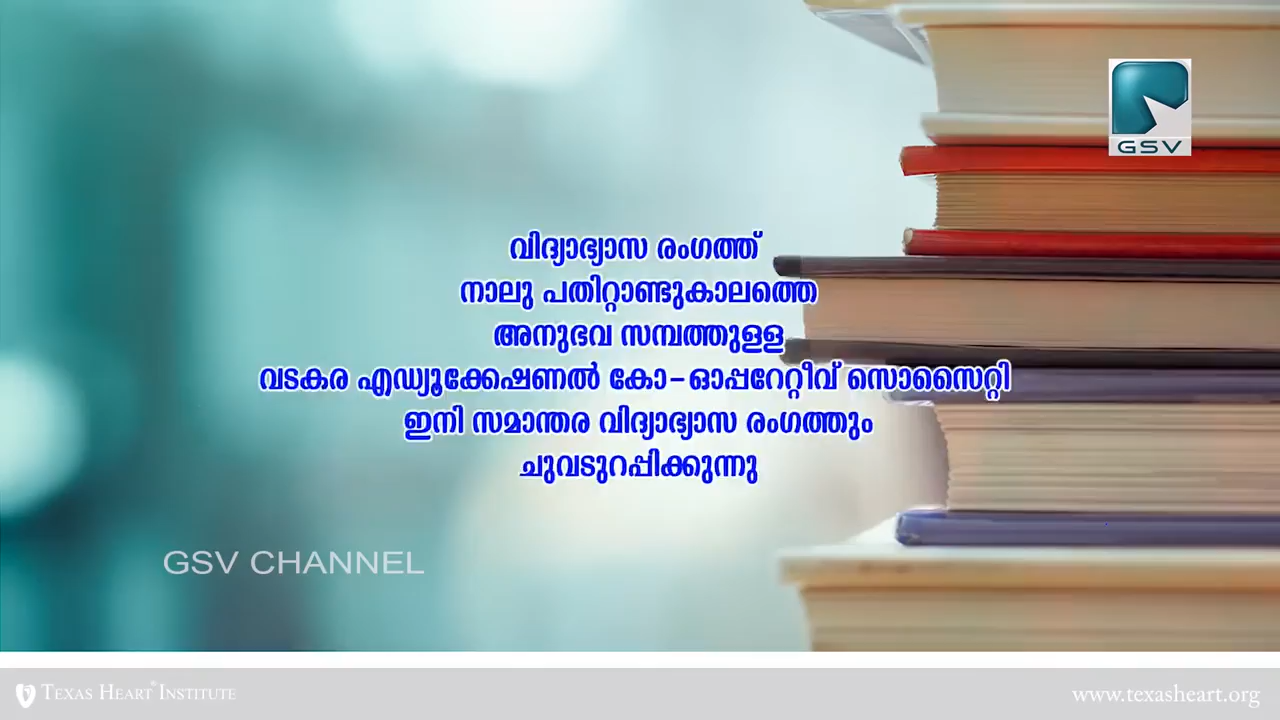 GSV
വിദ്യാഭ്യാസ രംഗത്ത്
നാലു പതിറ്റാണ്ടുകാലത്തെ
അനുഭവ സമ്പത്തുളള
വടകര എഡ്യൂക്കേഷണൽ കോ-ഓപ്പറേറ്റീവ് സൊസൈറ്റി
ഇനി സമാന്തര വിദ്യാഭ്യാസ രംഗത്തും
ചുവടുറപ്പിക്കുന്നു
GSV CHANNEL
TEXAS HEART® INSTITUTE
www.texasheart.org